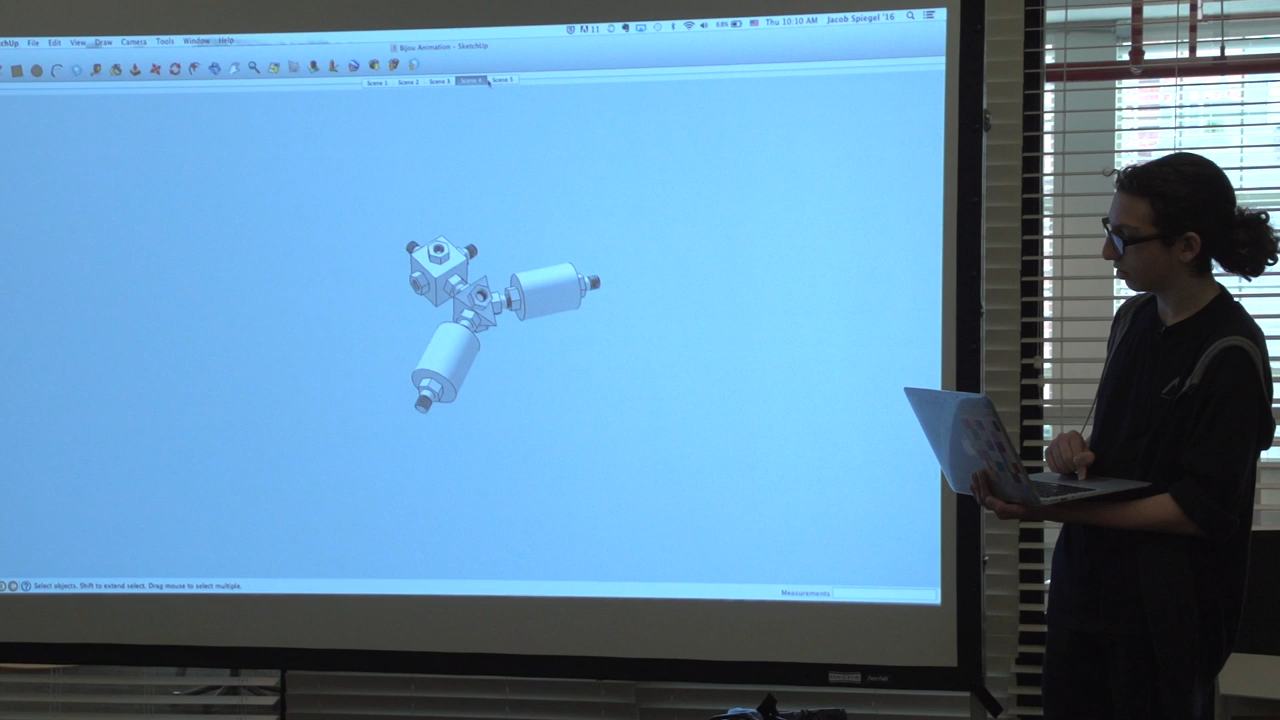 chUp File Edit View Draw Camera Tools Window Help
11 Thu 10:10 AM Jacob Spiegel '16
Bijou Animation - SketchUp
Scene 1 Scene 2 Scene 3 Scene 4 Scene 5
Select objects. Shift to extend select. Drag mouse to select multiple.
Measurements